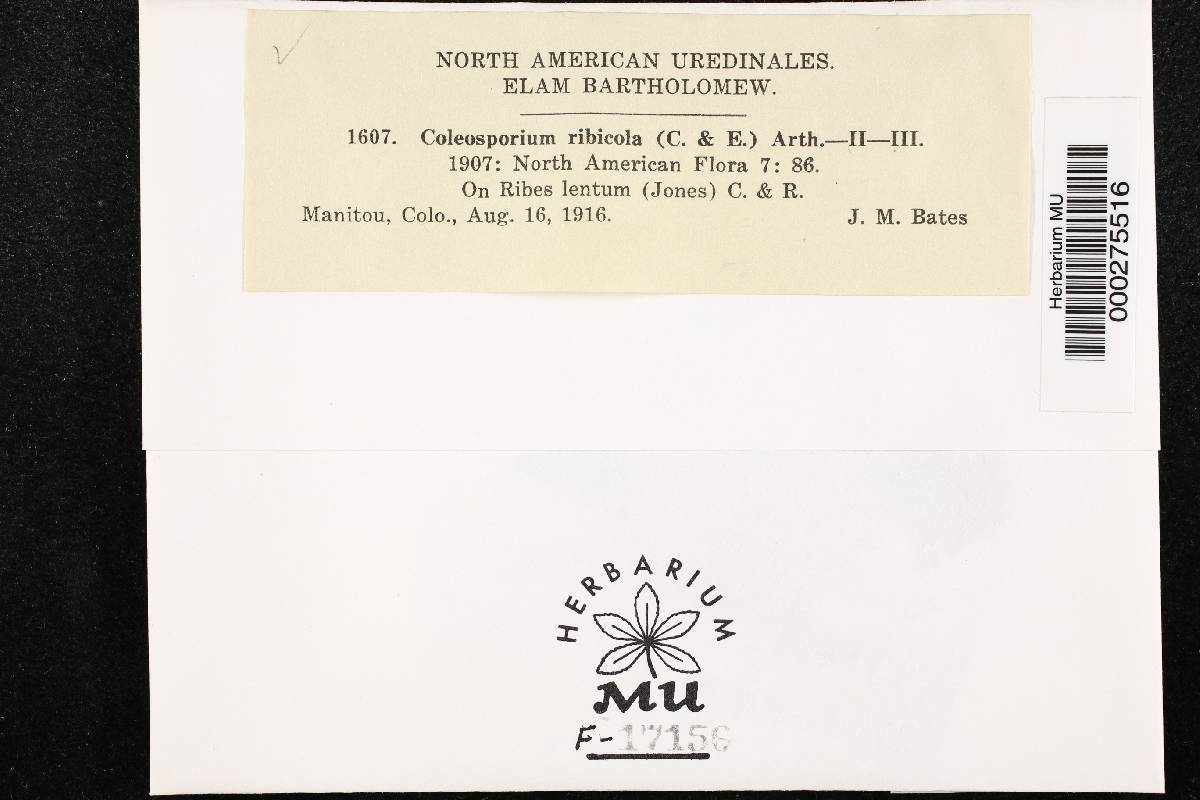 NORTH AMERICAN UREDINALES.
ELAM BARTHOLOMEW.
1607. Coleosporium ribicola (C. & E.) Arth.—II—III.
1907: North American Flora 7: 86.
On Ribes lentum (Jones) C. & R.
Manitou, Colo., Aug. 16, 1916. J. M. Bates
Herbarium MU
000275516
HERBARIUM
MU
F-17156